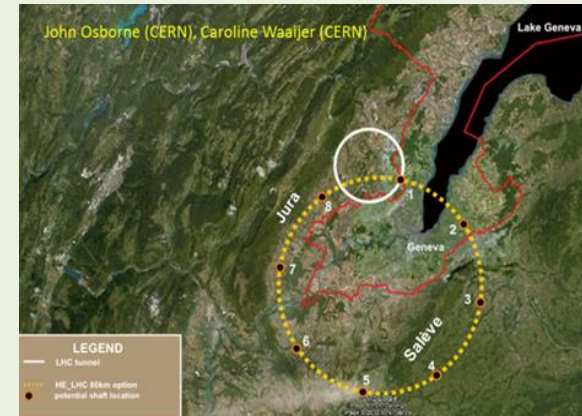 John Osborne (CERN), Caroline Waaijer (CERN)
Lake Geneva
Jura
8
1
2
Geneva
7
3
Salève
6
5
4
LEGEND
LHC tunnel
HE_LHC 80km option
potential shaft location